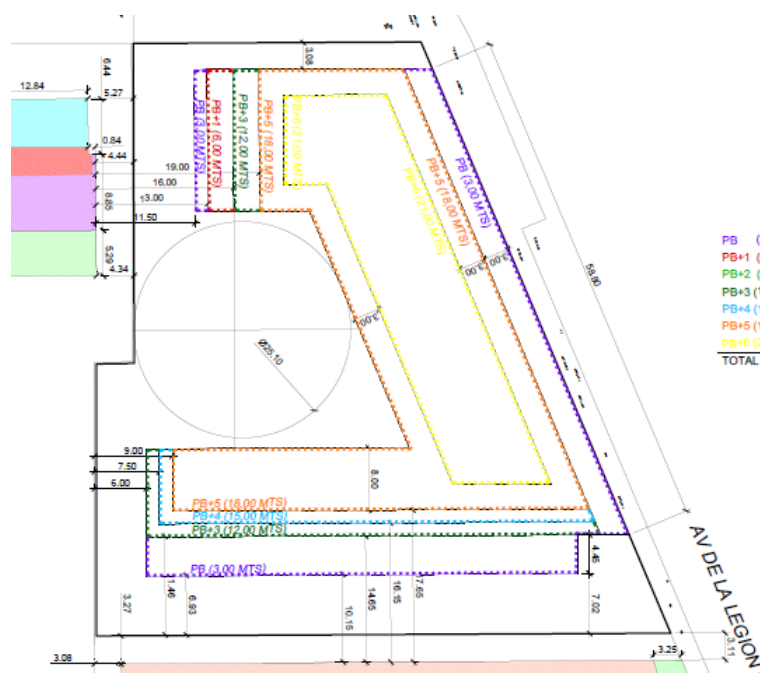 3.08
6.44
12.84
5.27
0.84
4.44
PB (3,00 MTS)
PB+1 (6,00 MTS)
PB+3 (12,00 MTS)
PB+5 (18,00 MTS)
PB+6 (21,00 MTS)
PB+5 (18,00 MTS)
PB (3,00 MTS)
PB+6 (21,00 MTS)
19.00
16.00
13.00
11.50
8.85
5.29
4.34
3.00
3.00
3.00
58.80
Ø25.10
PB (
PB+1 (
PB+2 (
PB+3 (1
PB+4 (1
PB+5 (1
PB+6 (2
TOTAL
9.00
7.50
6.00
8.00
PB+5 (18,00 MTS)
PB+4 (15,00 MTS)
PB+3 (12,00 MTS)
PB (3,00 MTS)
4.45
7.02
3.27
1.46
6.93
10.15
14.65
16.15
17.65
AV DE LA LEGION
3.08
3.25
3.11